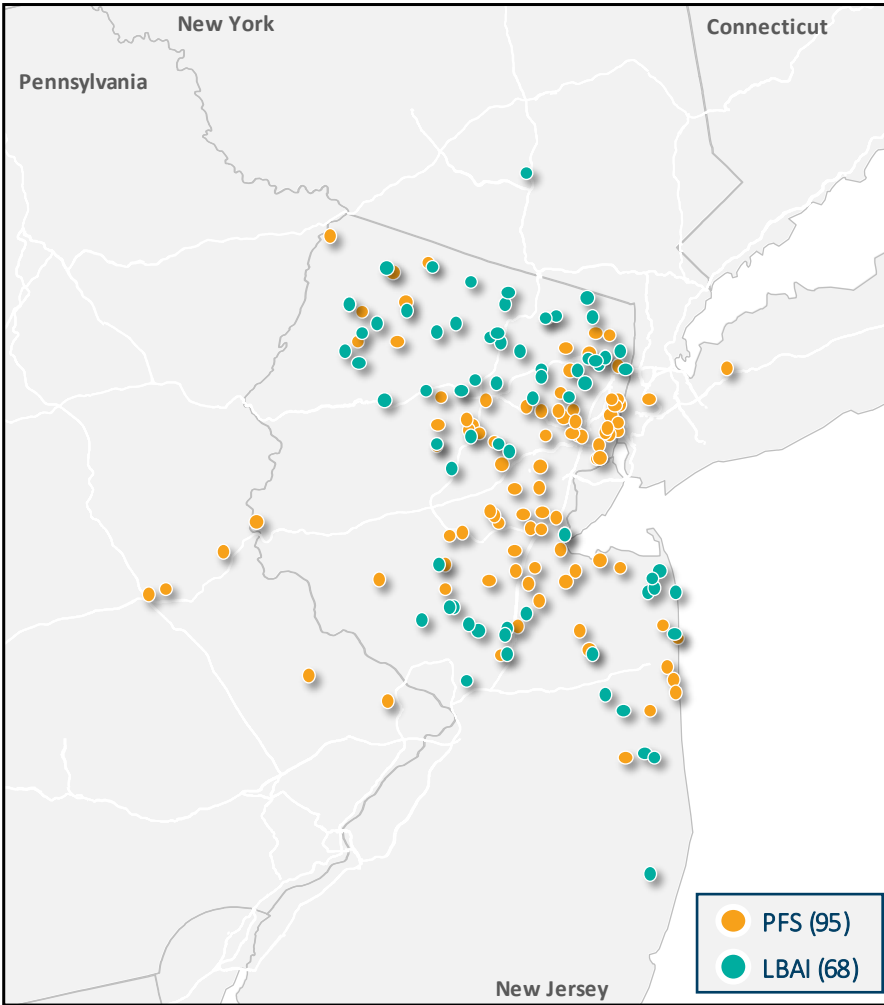 New York
Connecticut
Pennsylvania
PFS (95)
LBAI (68)
New Jersey